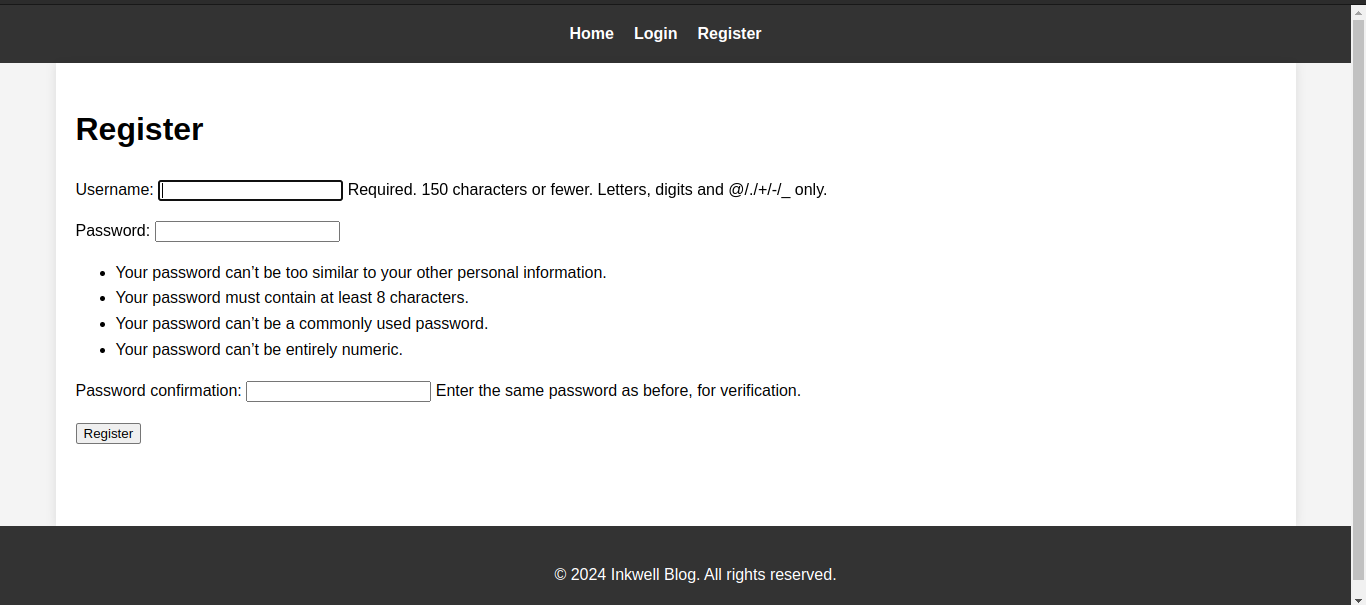 Home Login Register
Register
Username: Required. 150 characters or fewer. Letters, digits and @/./+/-/_ only.
Password:
• Your password can’t be too similar to your other personal information.
• Your password must contain at least 8 characters.
• Your password can’t be a commonly used password.
• Your password can’t be entirely numeric.
Password confirmation: Enter the same password as before, for verification.
Register
© 2024 Inkwell Blog. All rights reserved.